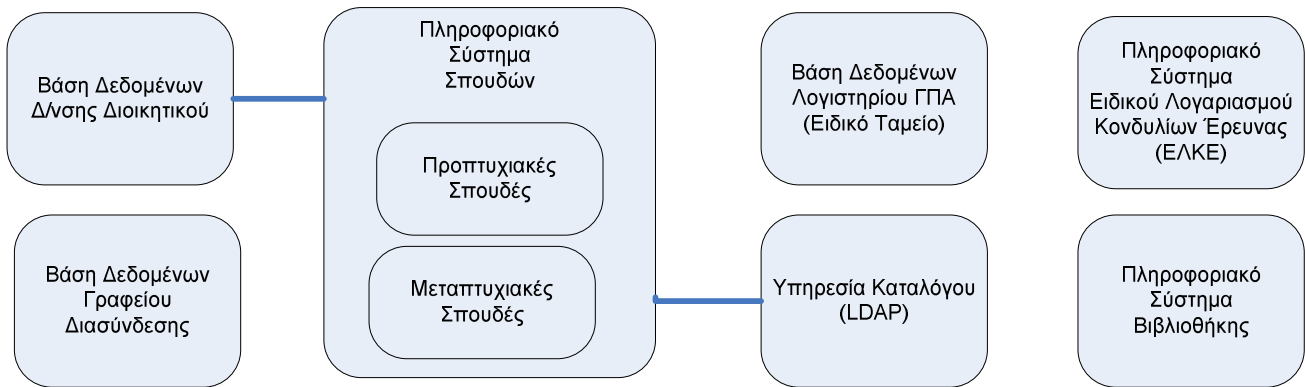 Βάση Δεδομένων
Δ/νσης Διοικητικού
Βάση Δεδομένων
Γραφείου
Διασύνδεσης
Πληροφοριακό
Σύστημα
Σπουδών
Προπτυχιακές
Σπουδές
Μεταπτυχιακές
Σπουδές
Βάση Δεδομένων
Λογιστηρίου ΓΠΑ
(Ειδικό Ταμείο)
Υπηρεσία Καταλόγου
(LDAP)
Πληροφοριακό
Σύστημα
Ειδικού Λογαριασμού
Κονδυλίων Έρευνας
(ΕΛΚΕ)
Πληροφοριακό
Σύστημα
Βιβλιοθήκης